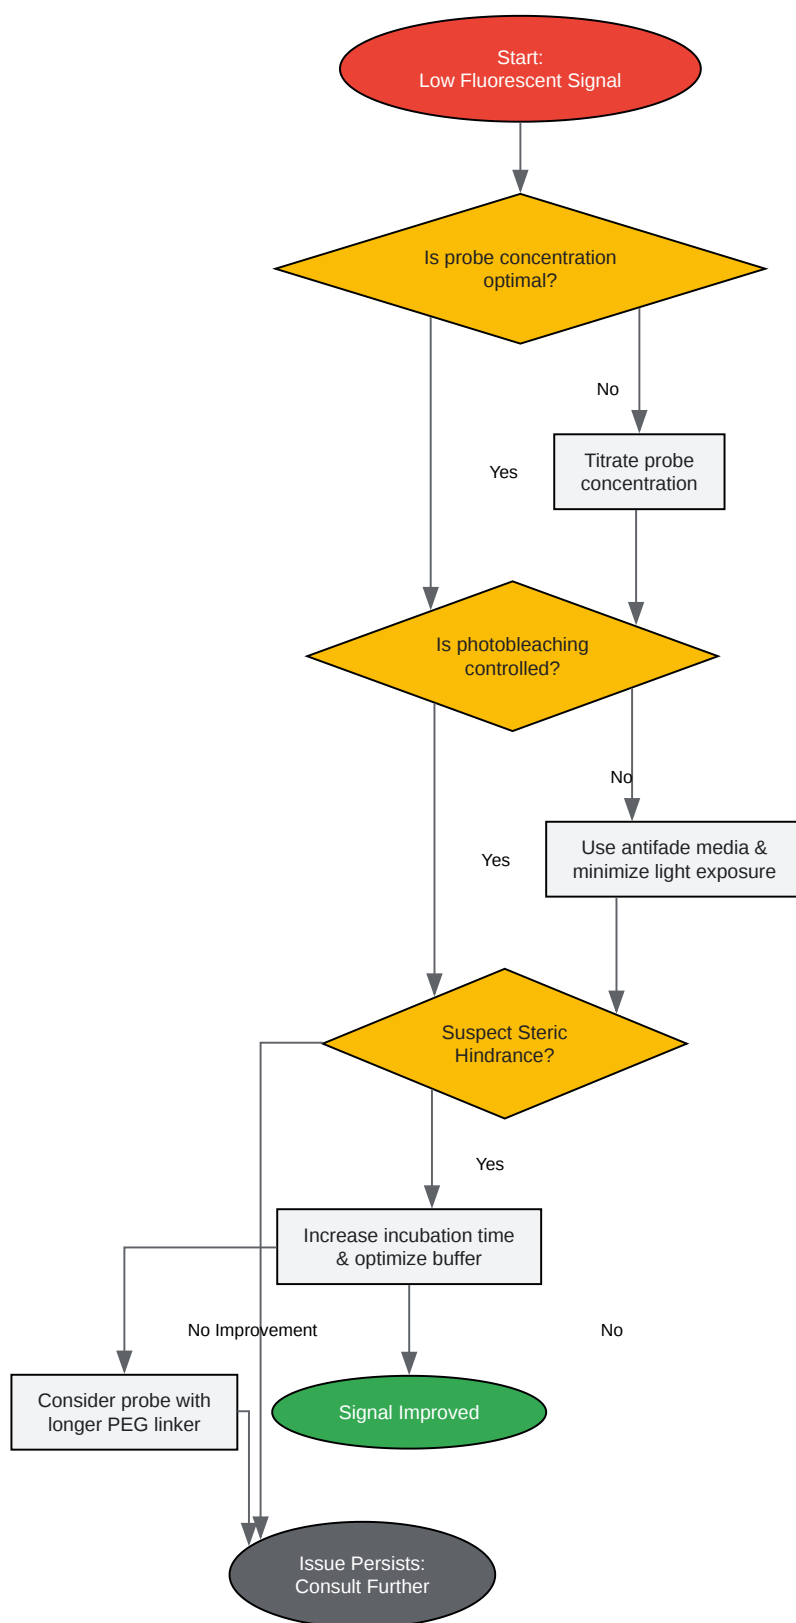 Start:
Low Fluorescent Signal
Is probe concentration
optimal?
No
Titrate probe
concentration
Yes
Is photobleaching
controlled?
No
Use antifade media &
minimize light exposure
Yes
Suspect Steric
Hindrance?
Yes
Increase incubation time
& optimize buffer
No Improvement
No
Consider probe with
longer PEG linker
Signal Improved
Issue Persists:
Consult Further